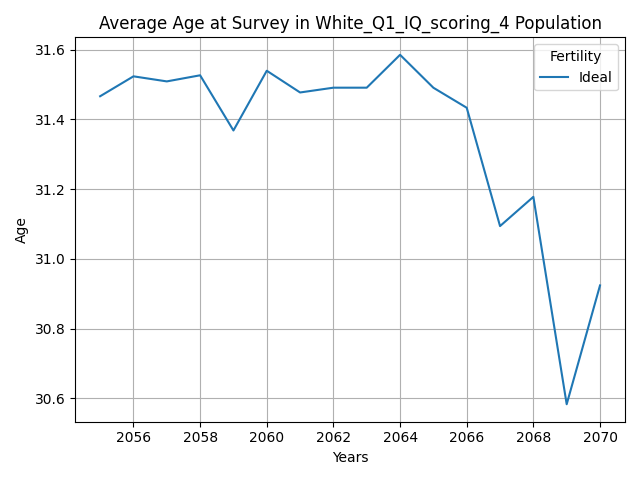 Average Age at Survey in White_Q1_IQ_scoring_4 Population
Fertility
Ideal
31.6
31.4
31.2
31.0
30.8
30.6
Age
2056 2058 2060 2062 2064 2066 2068 2070
Years